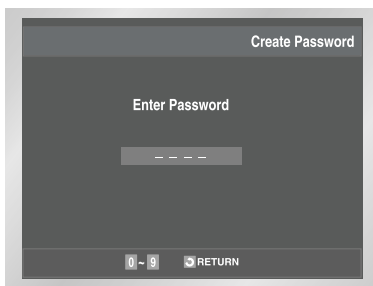 Create Password
Enter Password
_ _ _ _
0 ~ 9 RETURN